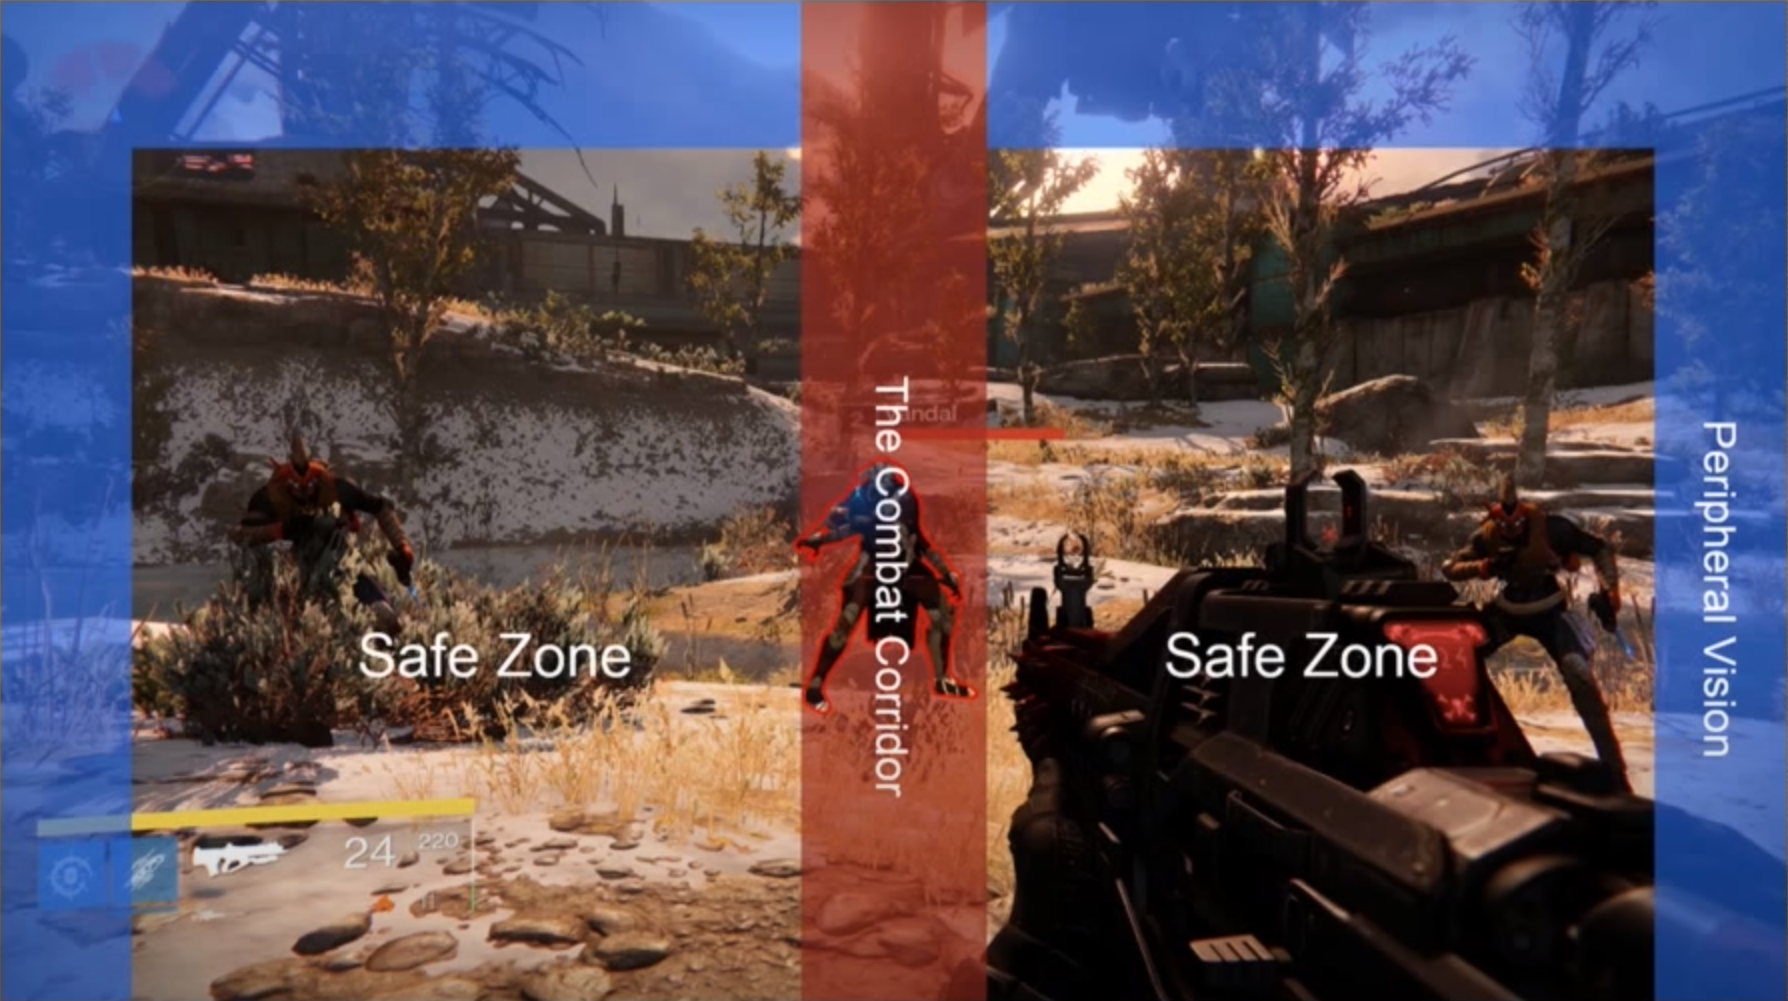 The Combat Corridor
Safe Zone
Safe Zone
Peripheral Vision
24
220